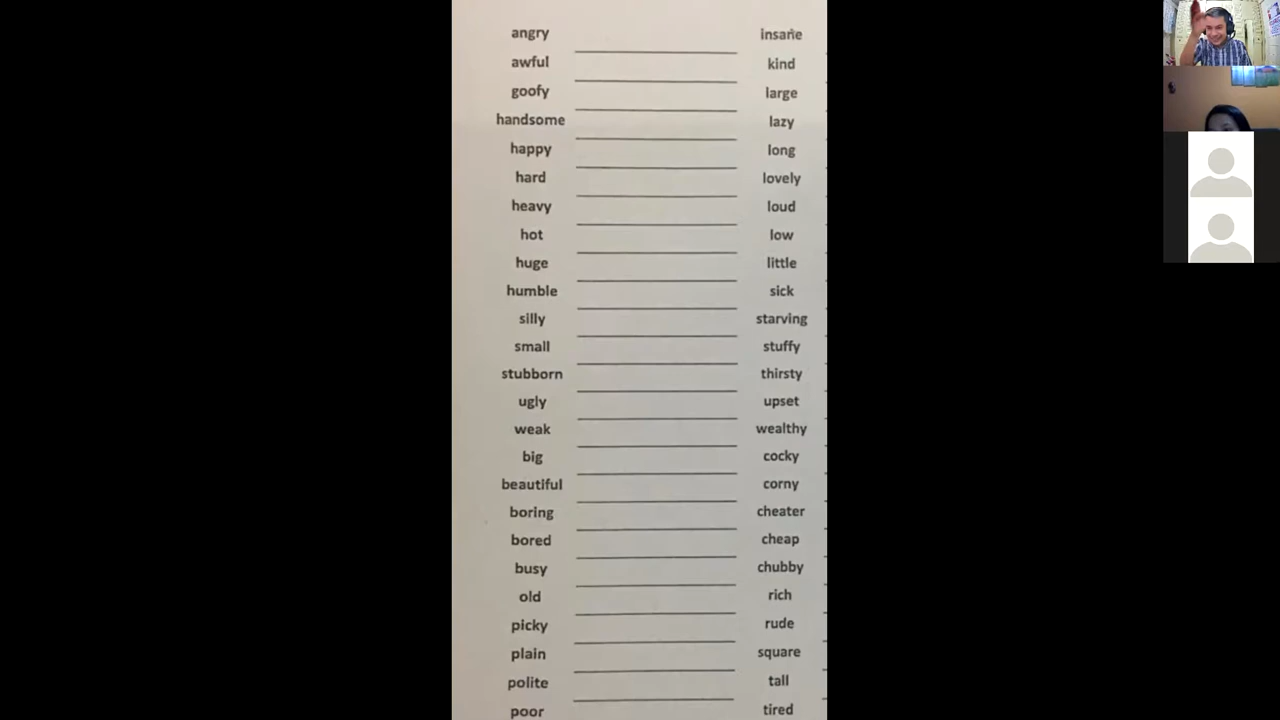 angry insane
awful kind
goofy large
handsome lazy
happy long
hard lovely
heavy loud
hot low
huge little
humble sick
silly starving
small stuffy
stubborn thirsty
ugly upset
weak wealthy
big cocky
beautiful corny
boring cheater
bored cheap
busy chubby
old rich
picky rude
plain square
polite tall
poor tired